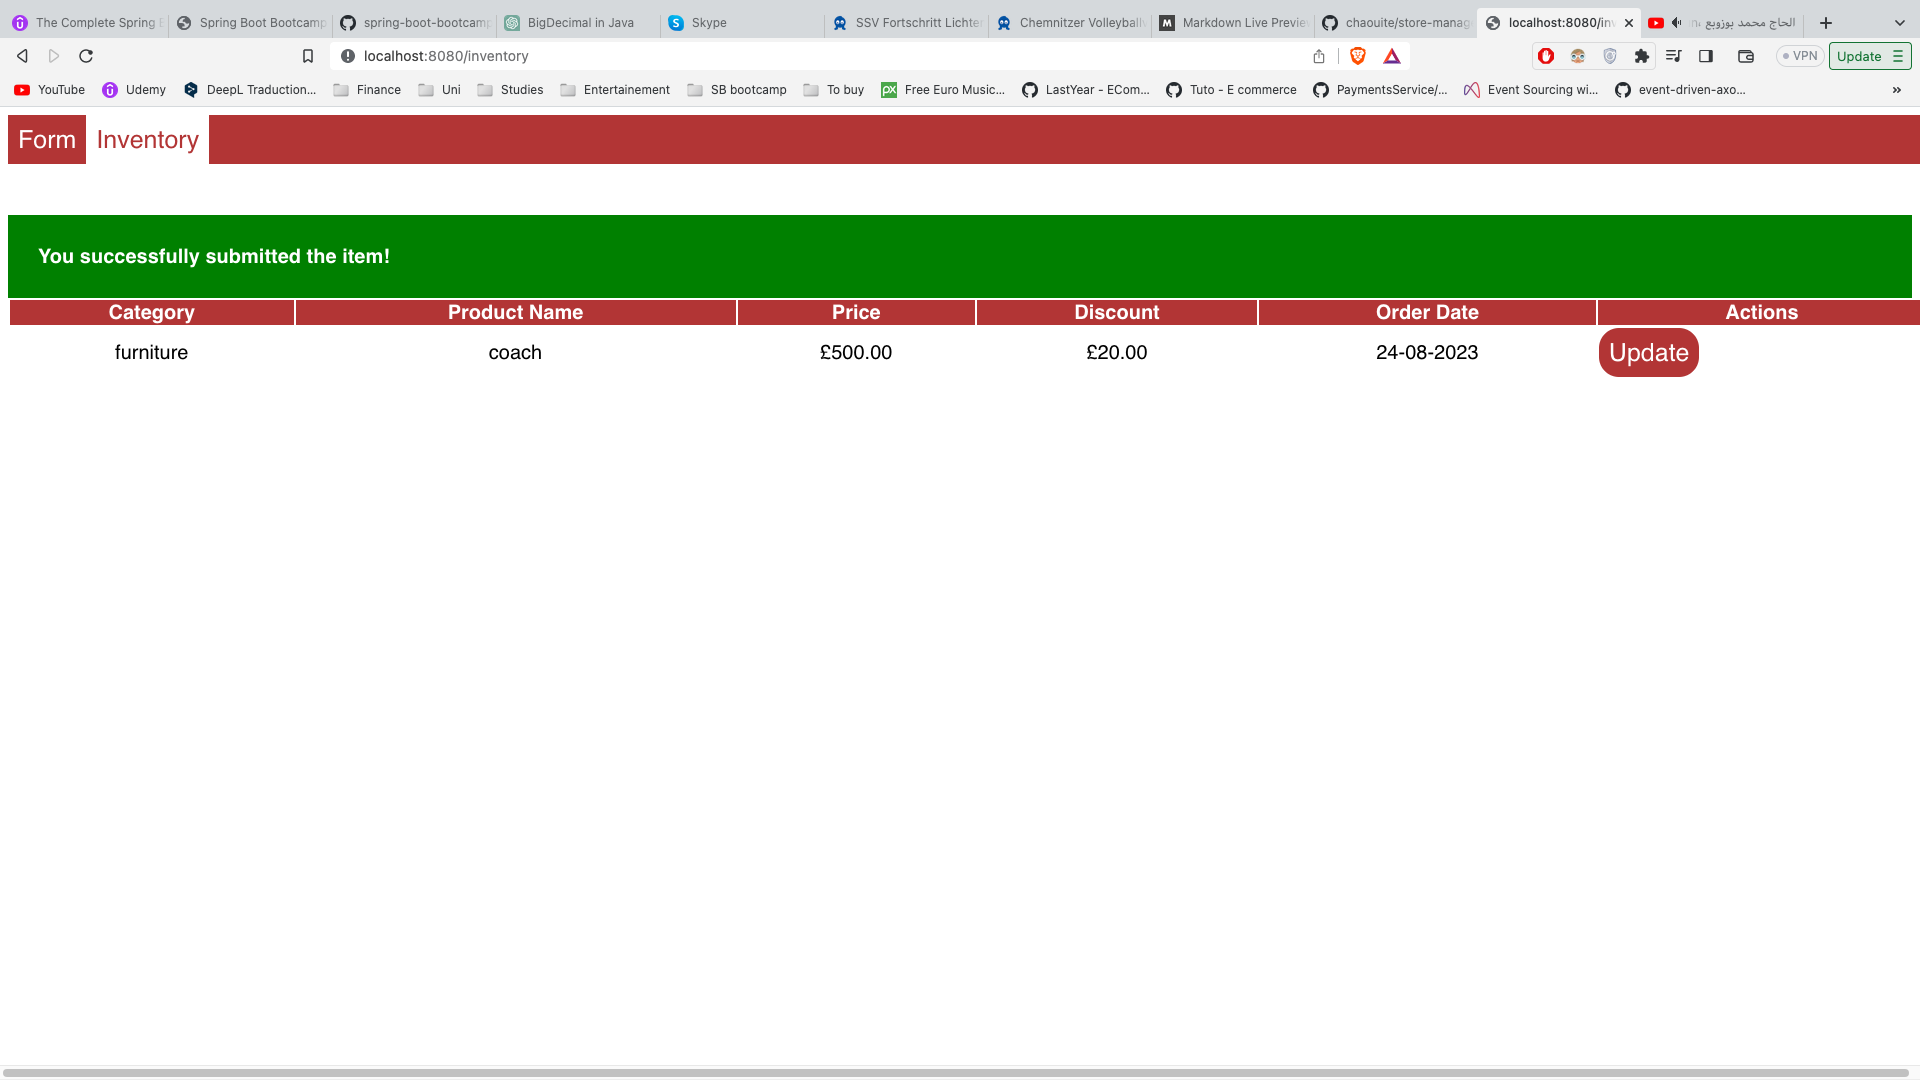 The Complete Spring
Spring Boot Bootcamp
spring-boot-bootcamp
BigDecimal in Java
Skype
SSV Fortschritt Lichte
Chemnitzer Volleyball
Markdown Live Preview
chaouite/store-manag
localhost:8080/inv
الحاج محمد بوزوبع
localhost:8080/inventory
VPN
Update
YouTube
Udemy
DeepL Traduction...
Finance
Uni
Studies
Entertainement
SB bootcamp
To buy
Free Euro Music...
LastYear - ECom...
Tuto - E commerce
PaymentsService/...
Event Sourcing wi...
event-driven-axo...
»
Form Inventory
You successfully submitted the item!
Category Product Name Price Discount Order Date Actions
furniture coach £500.00 £20.00 24-08-2023 Update